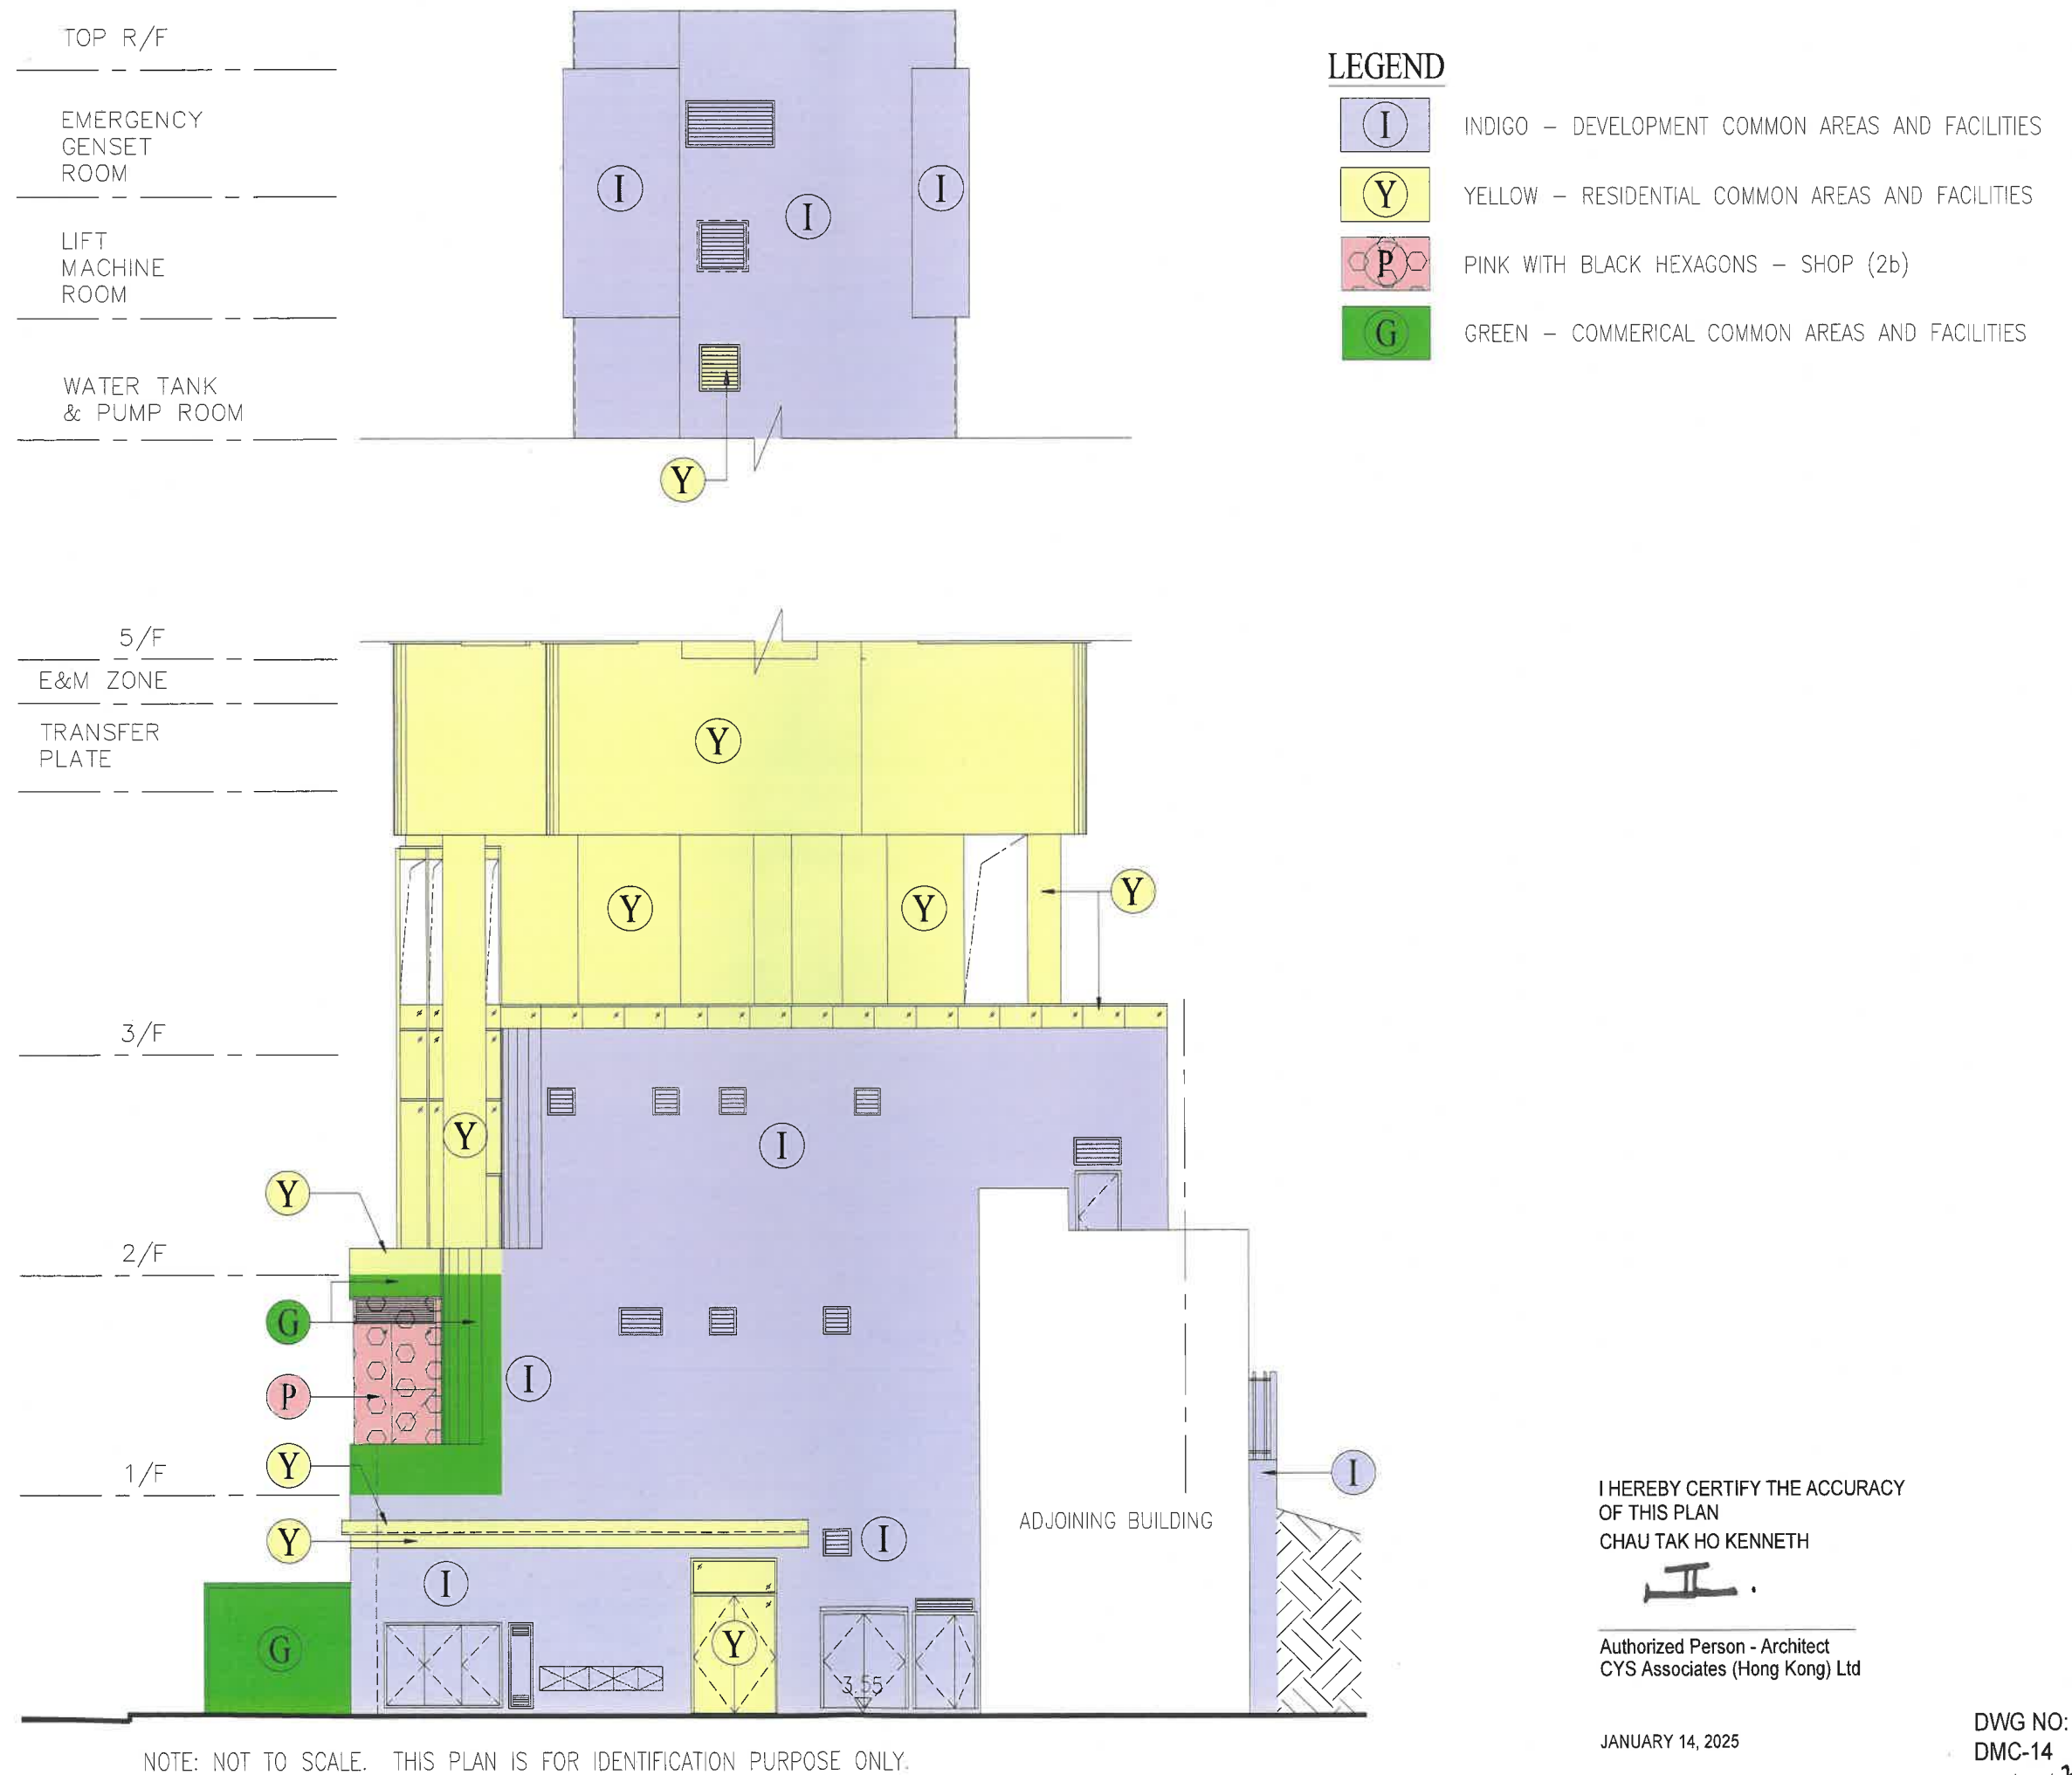 TOP R/F
EMERGENCY
GENSET
ROOM
LIFT
MACHINE
ROOM
WATER TANK
& PUMP ROOM
I
I
I
Y
LEGEND
I INDIGO – DEVELOPMENT COMMON AREAS AND FACILITIES
Y YELLOW – RESIDENTIAL COMMON AREAS AND FACILITIES
P PINK WITH BLACK HEXAGONS – SHOP (2b)
G GREEN – COMMERICAL COMMON AREAS AND FACILITIES
5/F
E&M ZONE
TRANSFER
PLATE
3/F
2/F
1/F
Y
Y
Y
Y
Y
I
Y
G
I
P
Y
I
Y
I
I
G
Y
3.55
ADJOINING BUILDING
NOTE: NOT TO SCALE. THIS PLAN IS FOR IDENTIFICATION PURPOSE ONLY.
I HEREBY CERTIFY THE ACCURACY
OF THIS PLAN
CHAU TAK HO KENNETH
Authorized Person - Architect
CYS Associates (Hong Kong) Ltd
JANUARY 14, 2025
DWG NO:
DMC-14